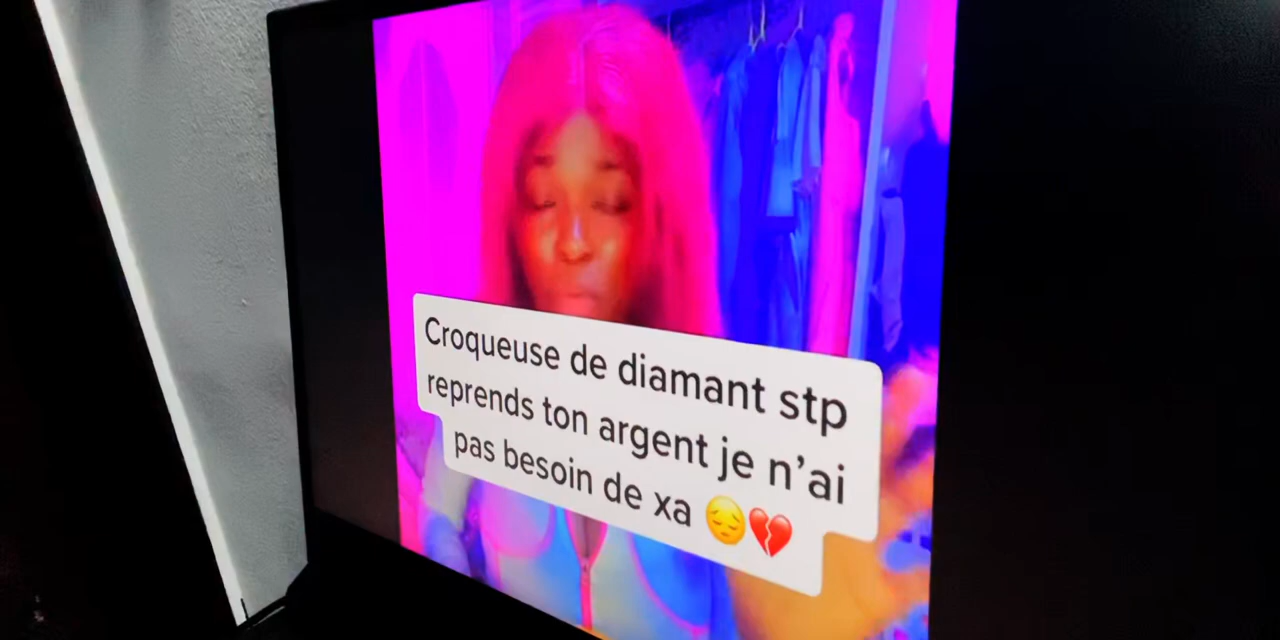 Croqueuse de diamant stp
reprends ton argent je n'ai
pas besoin de xa 😔💔